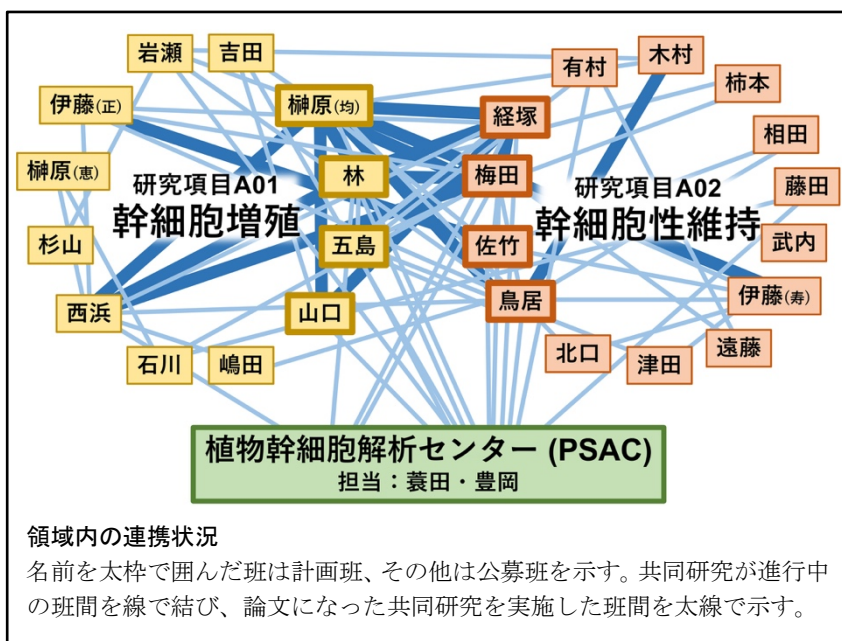 岩瀬
吉田
有村
木村
柿本
伊藤(正)
榊原(均)
経塚
相田
榊原(恵)
研究項目A01
幹細胞増殖
林
梅田
研究項目A02
幹細胞性維持
藤田
杉山
五島
佐竹
武内
西浜
山口
鳥居
伊藤(寿)
石川
嶋田
北口
津田
遠藤
植物幹細胞解析センター (PSAC)
担当：蓑田・豊岡
領域内の連携状況
名前を太枠で囲んだ班は計画班、その他は公募班を示す。共同研究が進行中
の班間を線で結び、論文になった共同研究を実施した班間を太線で示す。